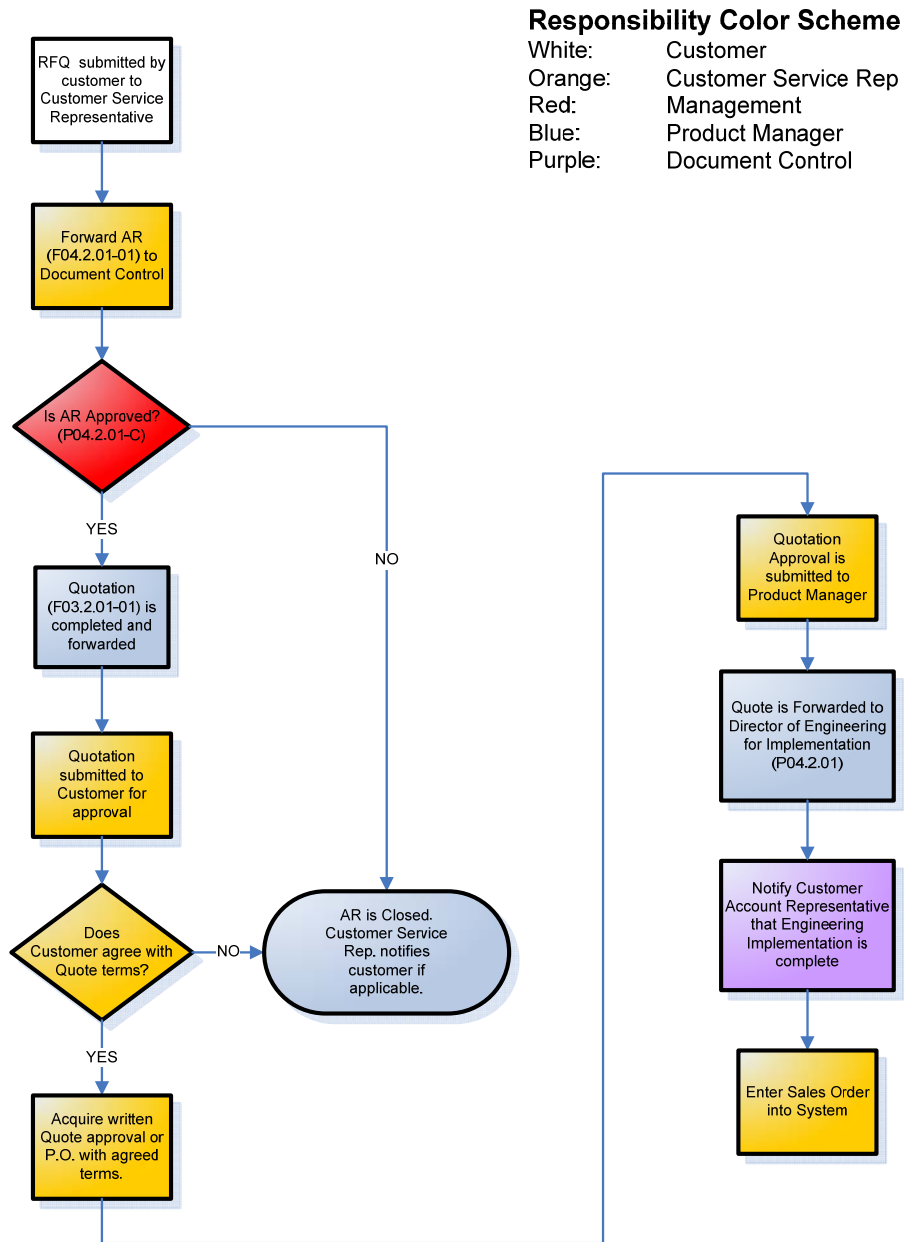 Responsibility Color Scheme
White: Customer
Orange: Customer Service Rep
Red: Management
Blue: Product Manager
Purple: Document Control
RFQ submitted by
customer to
Customer Service
Representative
Forward AR
(F04.2.01-01) to
Document Control
Is AR Approved?
(P04.2.01-C)
YES
NO
Quotation
(F03.2.01-01) is
completed and
forwarded
Quotation
submitted to
Customer for
approval
Does
Customer agree with
Quote terms?
NO
AR is Closed.
Customer Service
Rep. notifies
customer if
applicable.
YES
Acquire written
Quote approval or
P.O. with agreed
terms.
Quotation
Approval is
submitted to
Product Manager
Quote is Forwarded to
Director of Engineering
for Implementation
(P04.2.01)
Notify Customer
Account Representative
that Engineering
Implementation is
complete
Enter Sales Order
into System